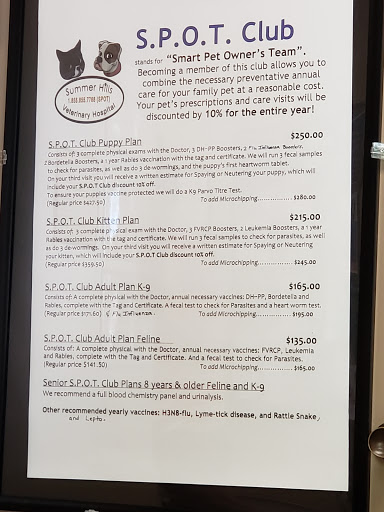 S.P.O.T. Club
stands for "Smart Pet Owner's Team".
Becoming a member of this club allows you to
combine the necessary preventative annual
care for your family pet at a reasonable cost.
Your pet's prescriptions and care visits will be
discounted by 10% for the entire year!
Summer Hills
1.888.858.7768 (SPOT)
Veterinary Hospital
S.P.O.T. Club Puppy Plan $250.00
Consists of: 3 complete physical exams with the Doctor, 3 DH-PP Boosters, 2 Flu Influenza Boosters,
2 Bordetella Boosters, a 1 year Rabies vaccination with the tag and certificate. We will run 3 fecal samples
to check for parasites, as well as do 3 de-wormings, and the puppy's first heartworm tablet.
On your third visit you will receive a written estimate for Spaying or Neutering your puppy, which will
include your S.P.O.T Club discount 10% off.
To ensure your puppies vaccine protected we will do a K9 Parvo Titre Test.
(Regular price $427.50) To add Microchipping................ $280.00
S.P.O.T. Club Kitten Plan $215.00
Consists of: 3 complete physical exam with the Doctor, 3 FVRCP Boosters, 2 Leukemia Boosters, a 1 year
Rabies vaccination with the tag and certificate. We will run 3 fecal samples to check for parasites, as well
as do 3 de-wormings. On your third visit you will receive a written estimate for Spaying or Neutering
your kitten, which will include your S.P.O.T Club discount 10% off.
(Regular price $359.50) To add Microchipping................ $245.00
S.P.O.T. Club Adult Plan K-9 $165.00
Consists of: A complete physical with the Doctor, annual necessary vaccines: DH-PP, Bordetella and
Rabies, complete with the Tag and Certificate. A fecal test to check for Parasites and a heart worm test.
(Regular price $171.60) & Flu Influenza. To add Microchipping................ $195.00
S.P.O.T. Club Adult Plan Feline $135.00
Consists of: A complete physical with the Doctor, annual necessary vaccines: FVRCP, Leukemia
and Rabies, complete with the Tag and Certificate. And a fecal test to check for Parasites.
(Regular price $141.50) To add Microchipping................ $165.00
Senior S.P.O.T. Club Plans 8 years & older Feline and K-9
We recommend a full blood chemistry panel and urinalysis.
Other recommended yearly vaccines: H3N8-flu, Lyme-tick disease, and Rattle Snake,
and Lepto.